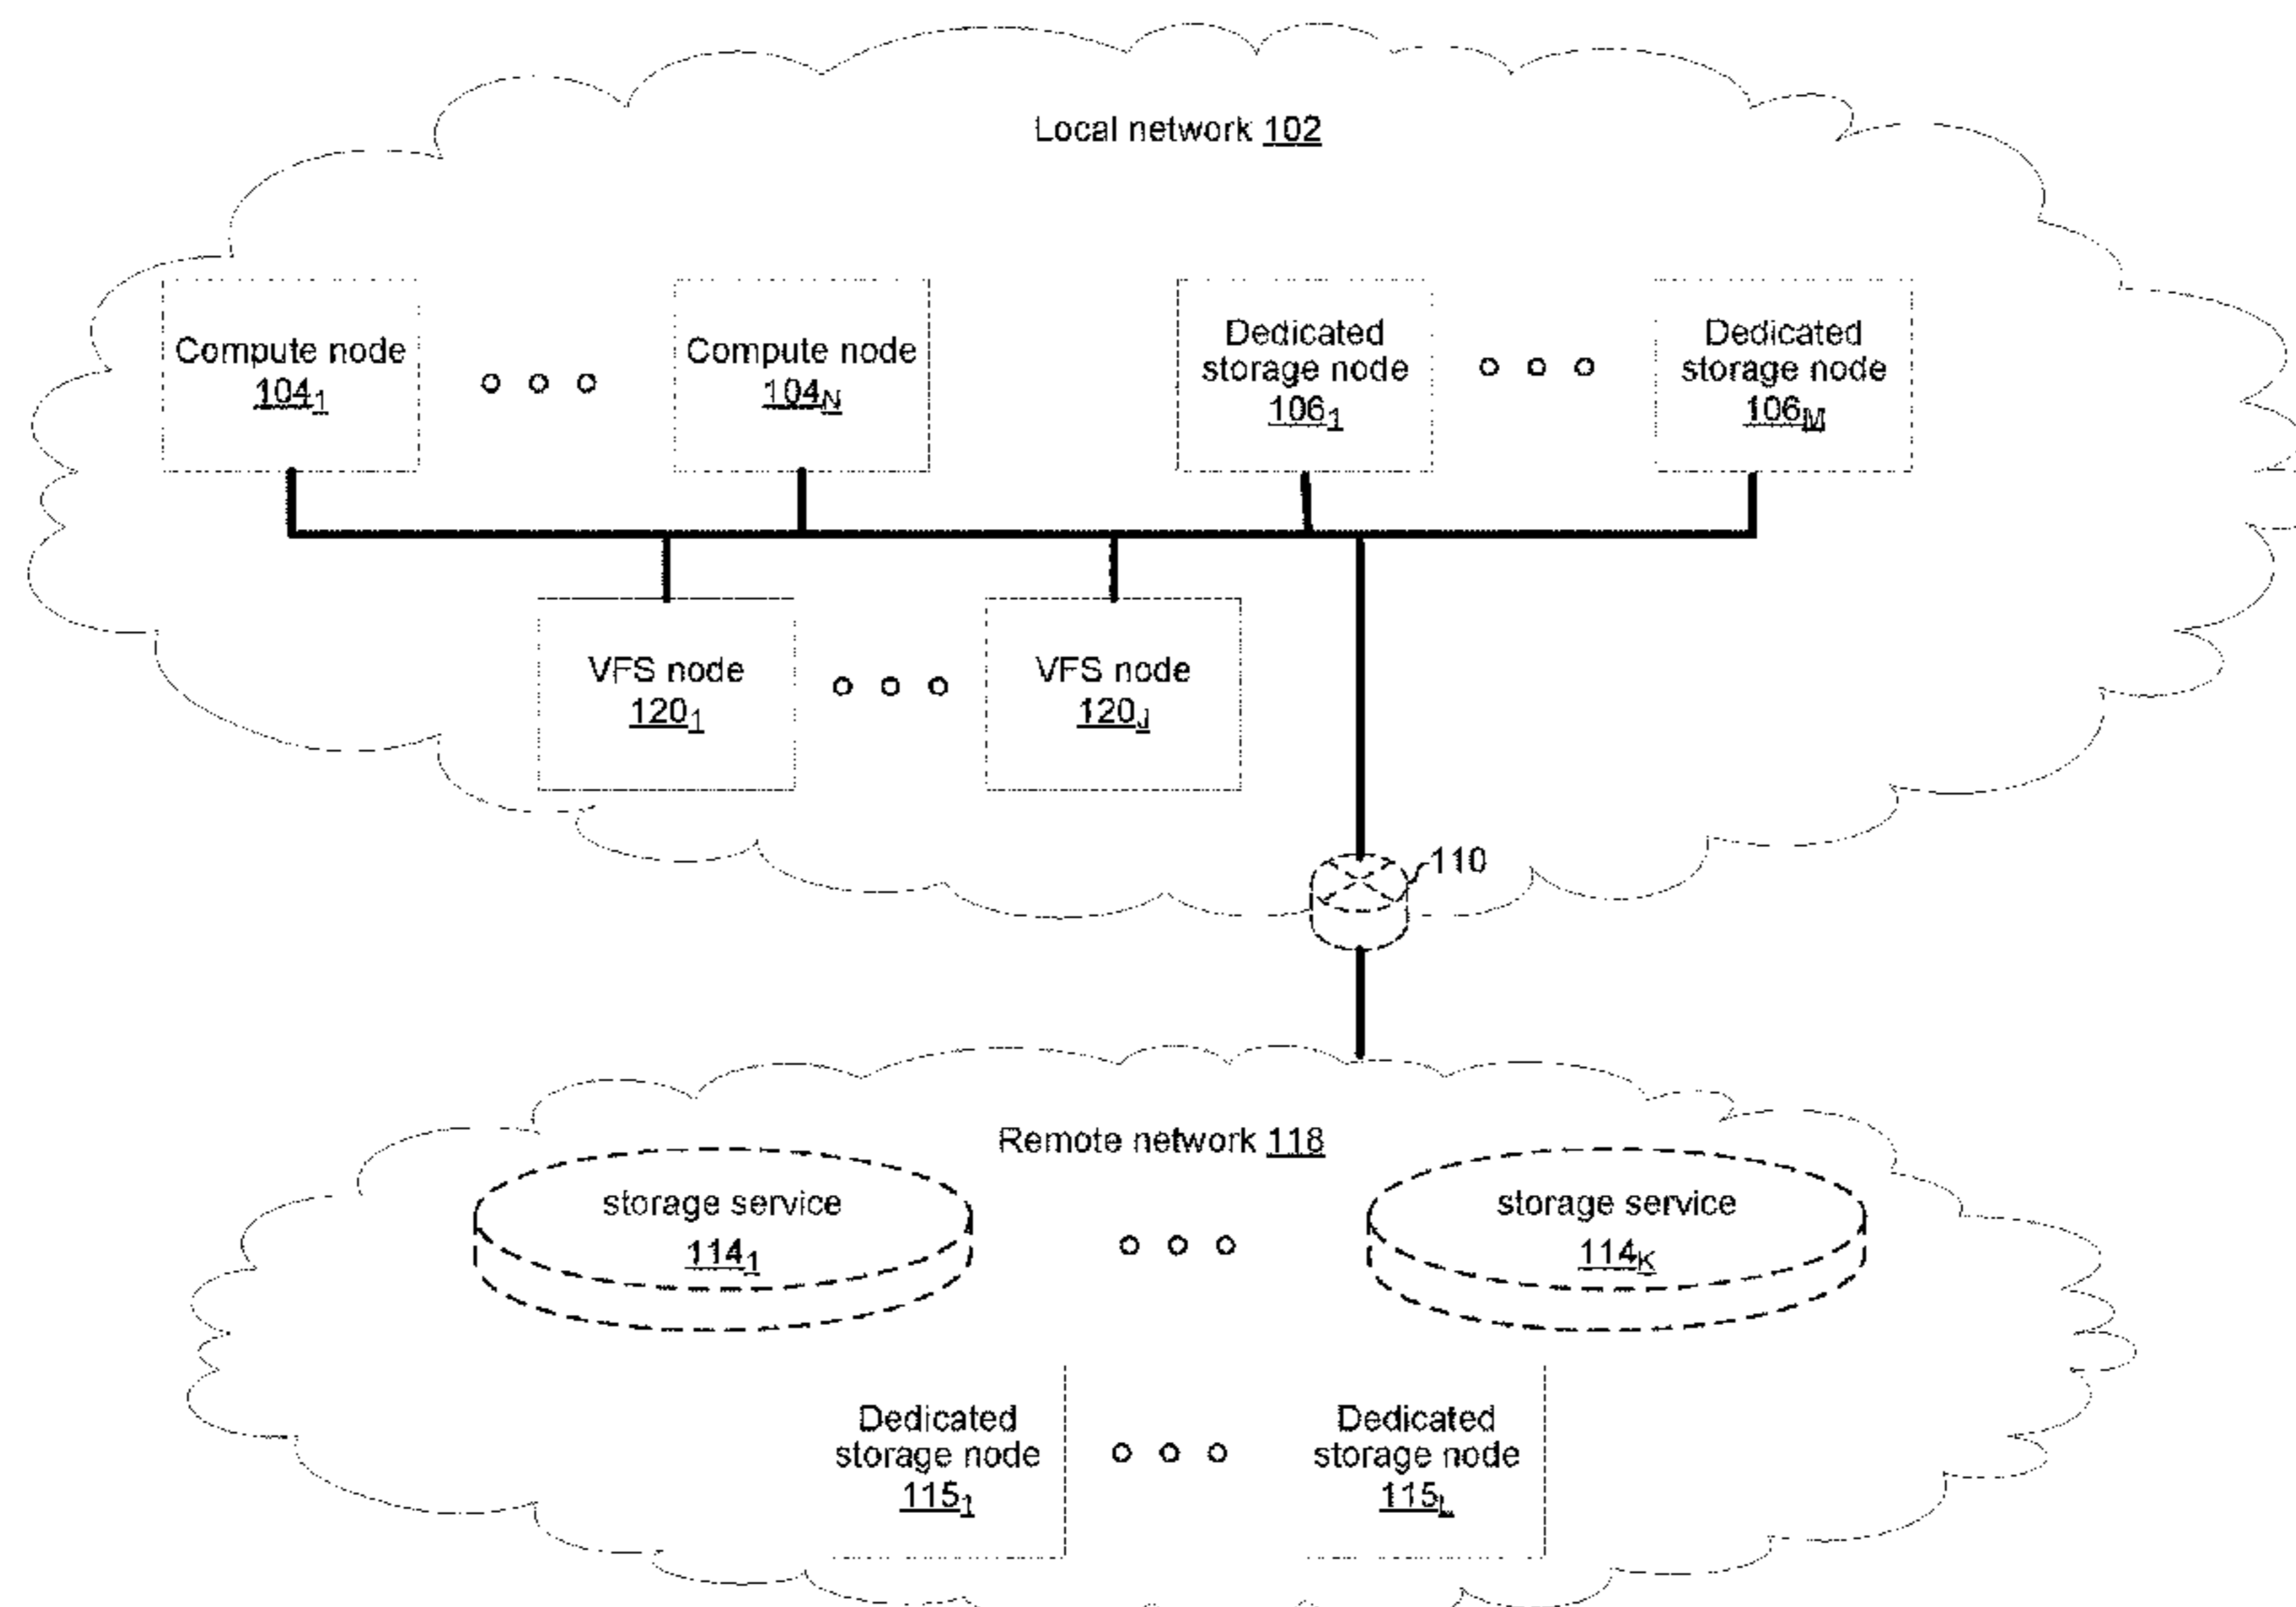 Local network 102
Compute node
104₁
Compute node
104N
Dedicated
storage node
106₁
Dedicated
storage node
106M
VFS node
120₁
VFS node
120J
110
Remote network 118
storage service
114₁
storage service
114K
Dedicated
storage node
115₁
Dedicated
storage node
115L